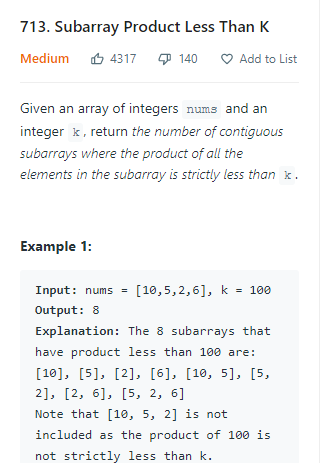 713. Subarray Product Less Than K
Medium 4317 140 Add to List
Given an array of integers nums and an
integer k, return the number of contiguous
subarrays where the product of all the
elements in the subarray is strictly less than k.
Example 1:
Input: nums = [10,5,2,6], k = 100
Output: 8
Explanation: The 8 subarrays that
have product less than 100 are:
[10], [5], [2], [6], [10, 5], [5,
2], [2, 6], [5, 2, 6]
Note that [10, 5, 2] is not
included as the product of 100 is
not strictly less than k.